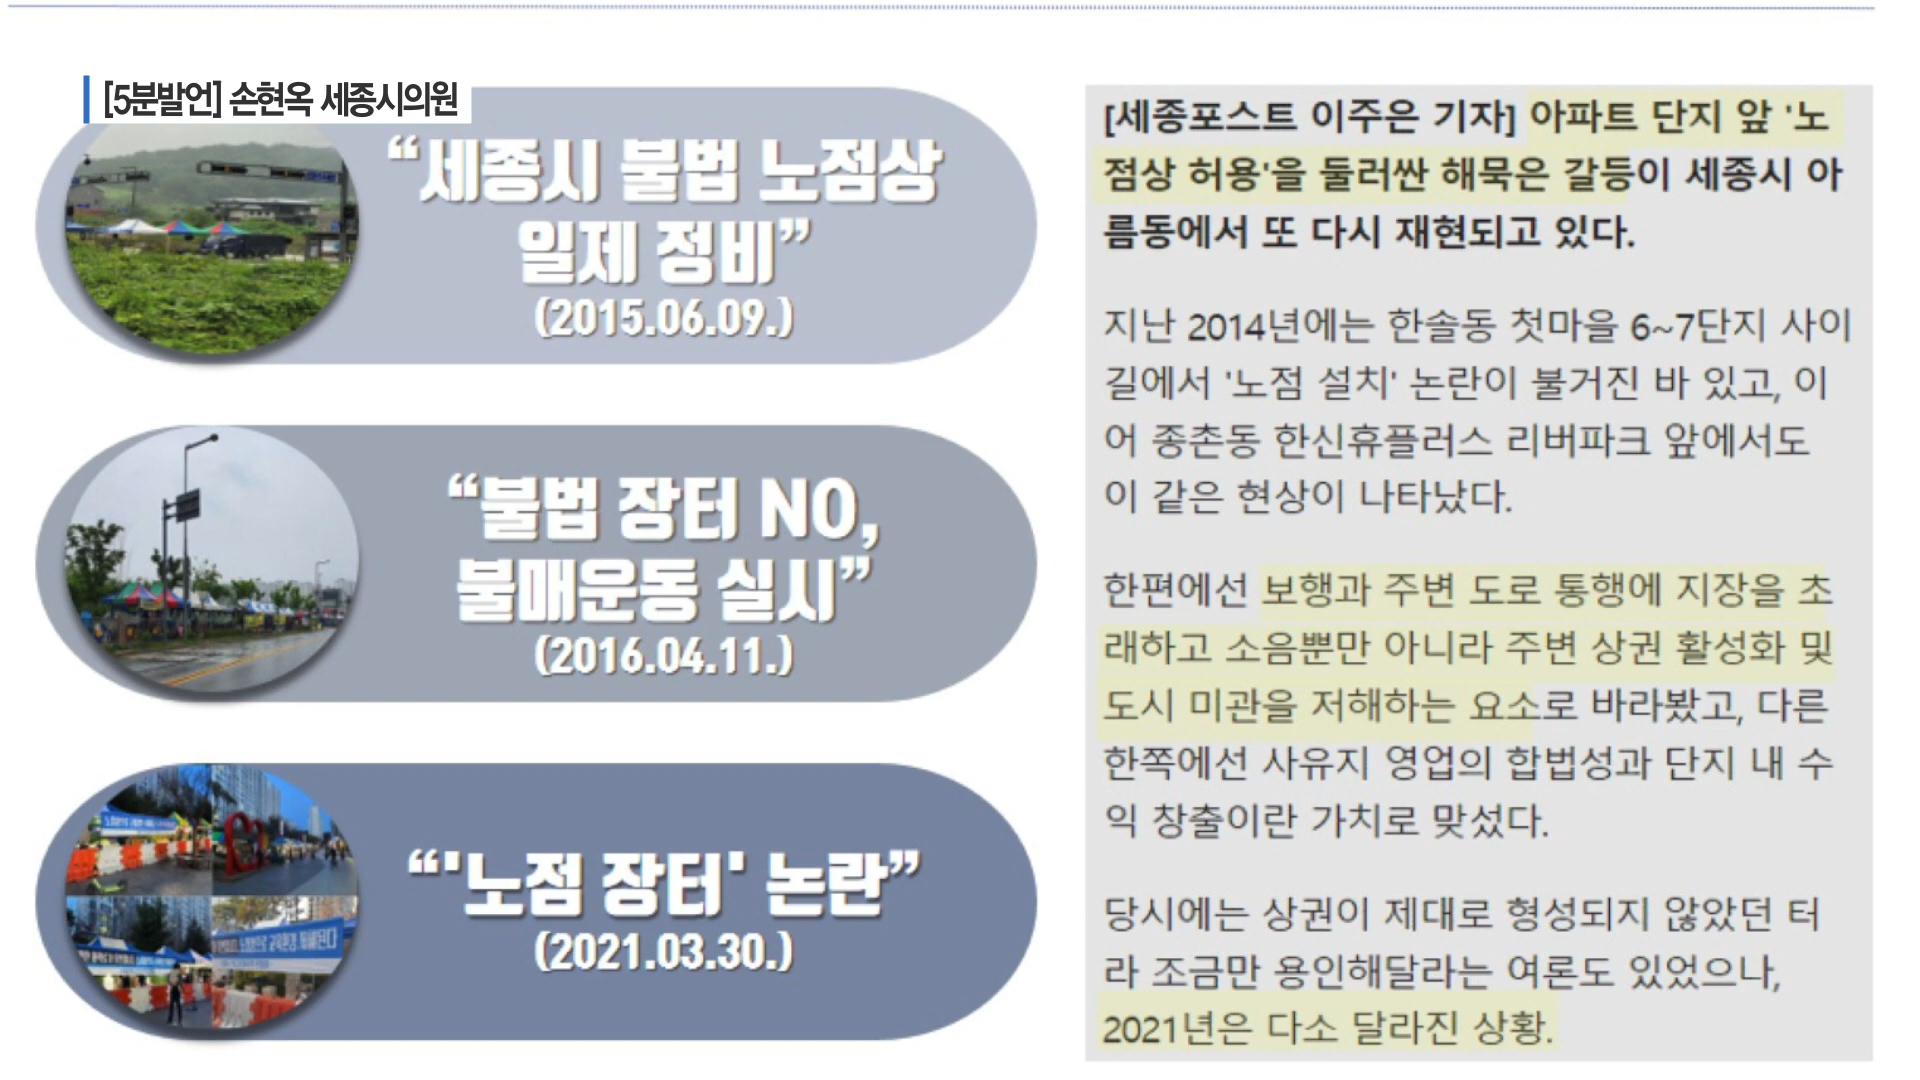 [5분발언] 손현옥 세종시의원
“세종시 불법 노점상
일제 정비”
(2015.06.09.)
“불법 장터 NO,
불매운동 실시”
(2016.04.11.)
“'노점 장터' 논란”
(2021.03.30.)
[세종포스트 이주은 기자] 아파트 단지 앞 '노
점상 허용'을 둘러싼 해묵은 갈등이 세종시 아
름동에서 또 다시 재현되고 있다.
지난 2014년에는 한솔동 첫마을 6~7단지 사이
길에서 '노점 설치' 논란이 불거진 바 있고, 이
어 종촌동 한신휴플러스 리버파크 앞에서도
이 같은 현상이 나타났다.
한편에선 보행과 주변 도로 통행에 지장을 초
래하고 소음뿐만 아니라 주변 상권 활성화 및
도시 미관을 저해하는 요소로 바라봤고, 다른
한쪽에선 사유지 영업의 합법성과 단지 내 수
익 창출이란 가치로 맞섰다.
당시에는 상권이 제대로 형성되지 않았던 터
라 조금만 용인해달라는 여론도 있었으나,
2021년은 다소 달라진 상황.